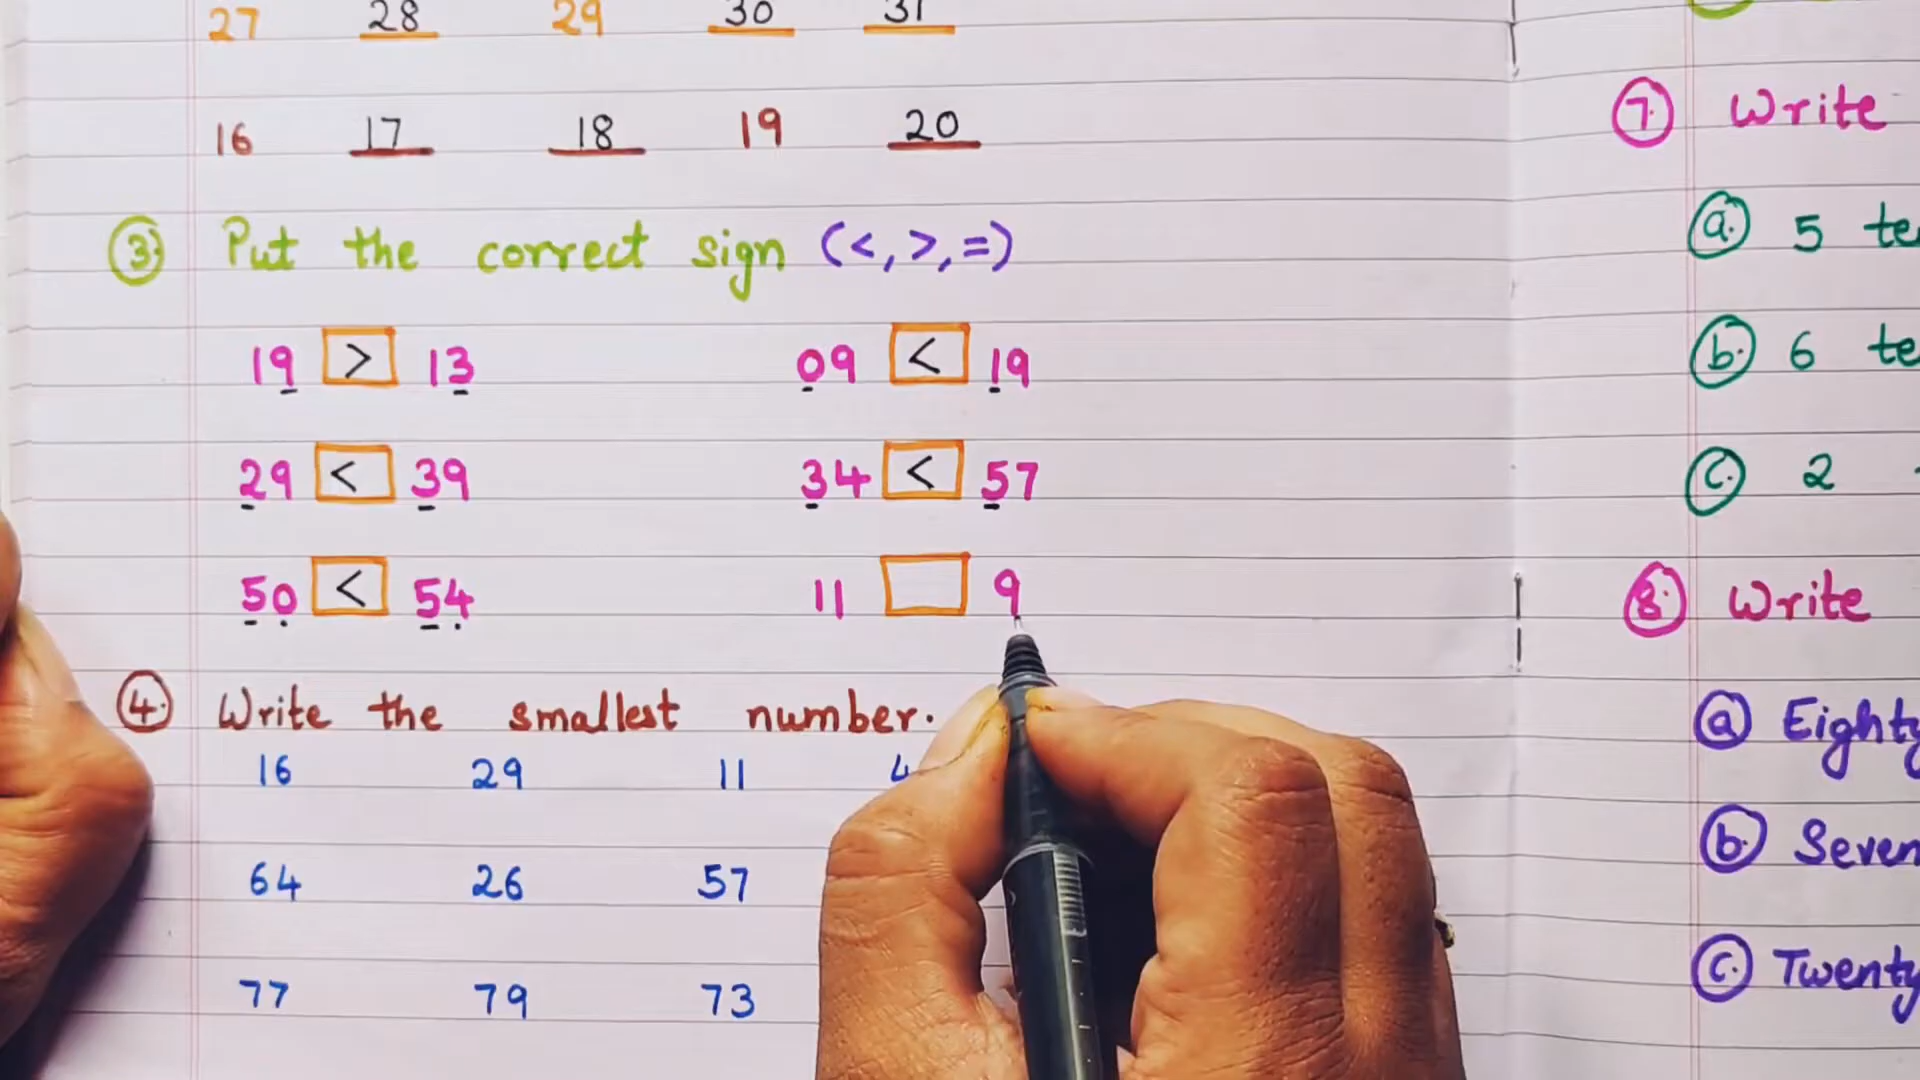 27 28 29 30 31
16 17 18 19 20
③ Put the correct sign (<, >, =)
19 > 13 09 < 19
29 < 39 34 < 57
50 < 54 11 9
④ Write the smallest number.
16 29 11
64 26 57
77 79 73
⑦ Write
ⓐ 5
ⓑ 6
ⓒ 2
⑧ Write
ⓐ
ⓑ
ⓒ